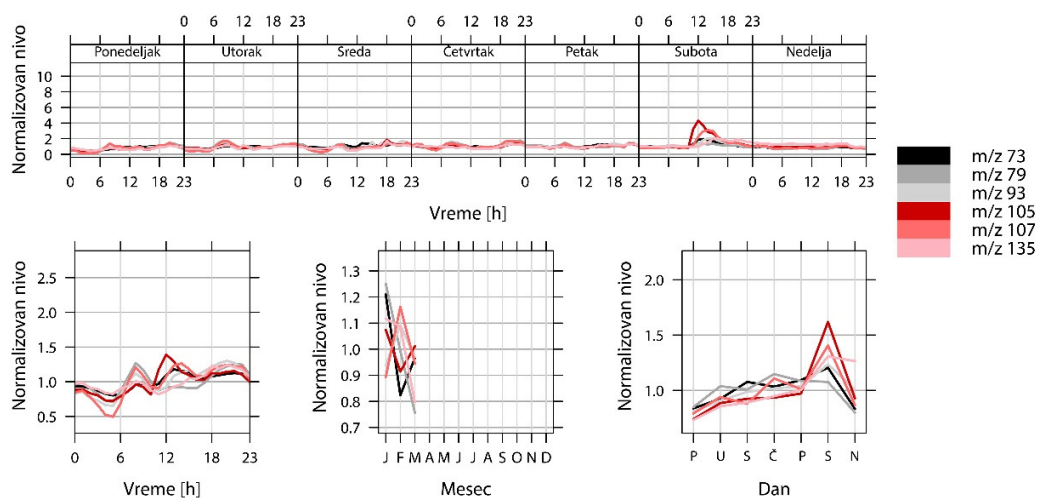 0 6 12 18 23 0 6 12 18 23 0 6 12 18 23
Ponedeljak Utorak Sreda Četvrtak Petak Subota Nedelja
Normalizovan nivo
10
8
6
4
2
0
0 6 12 18 23 0 6 12 18 23 0 6 12 18 23 0 6 12 18 23
Vreme [h]
m/z 73
m/z 79
m/z 93
m/z 105
m/z 107
m/z 135
Normalizovan nivo
2.5
2.0
1.5
1.0
0.5
0 6 12 18 23
Vreme [h]
Normalizovan nivo
1.3
1.2
1.1
1.0
0.9
0.8
0.7
J F M A M J J A S O N D
Mesec
Normalizovan nivo
2.0
1.5
1.0
P U S Č P S N
Dan